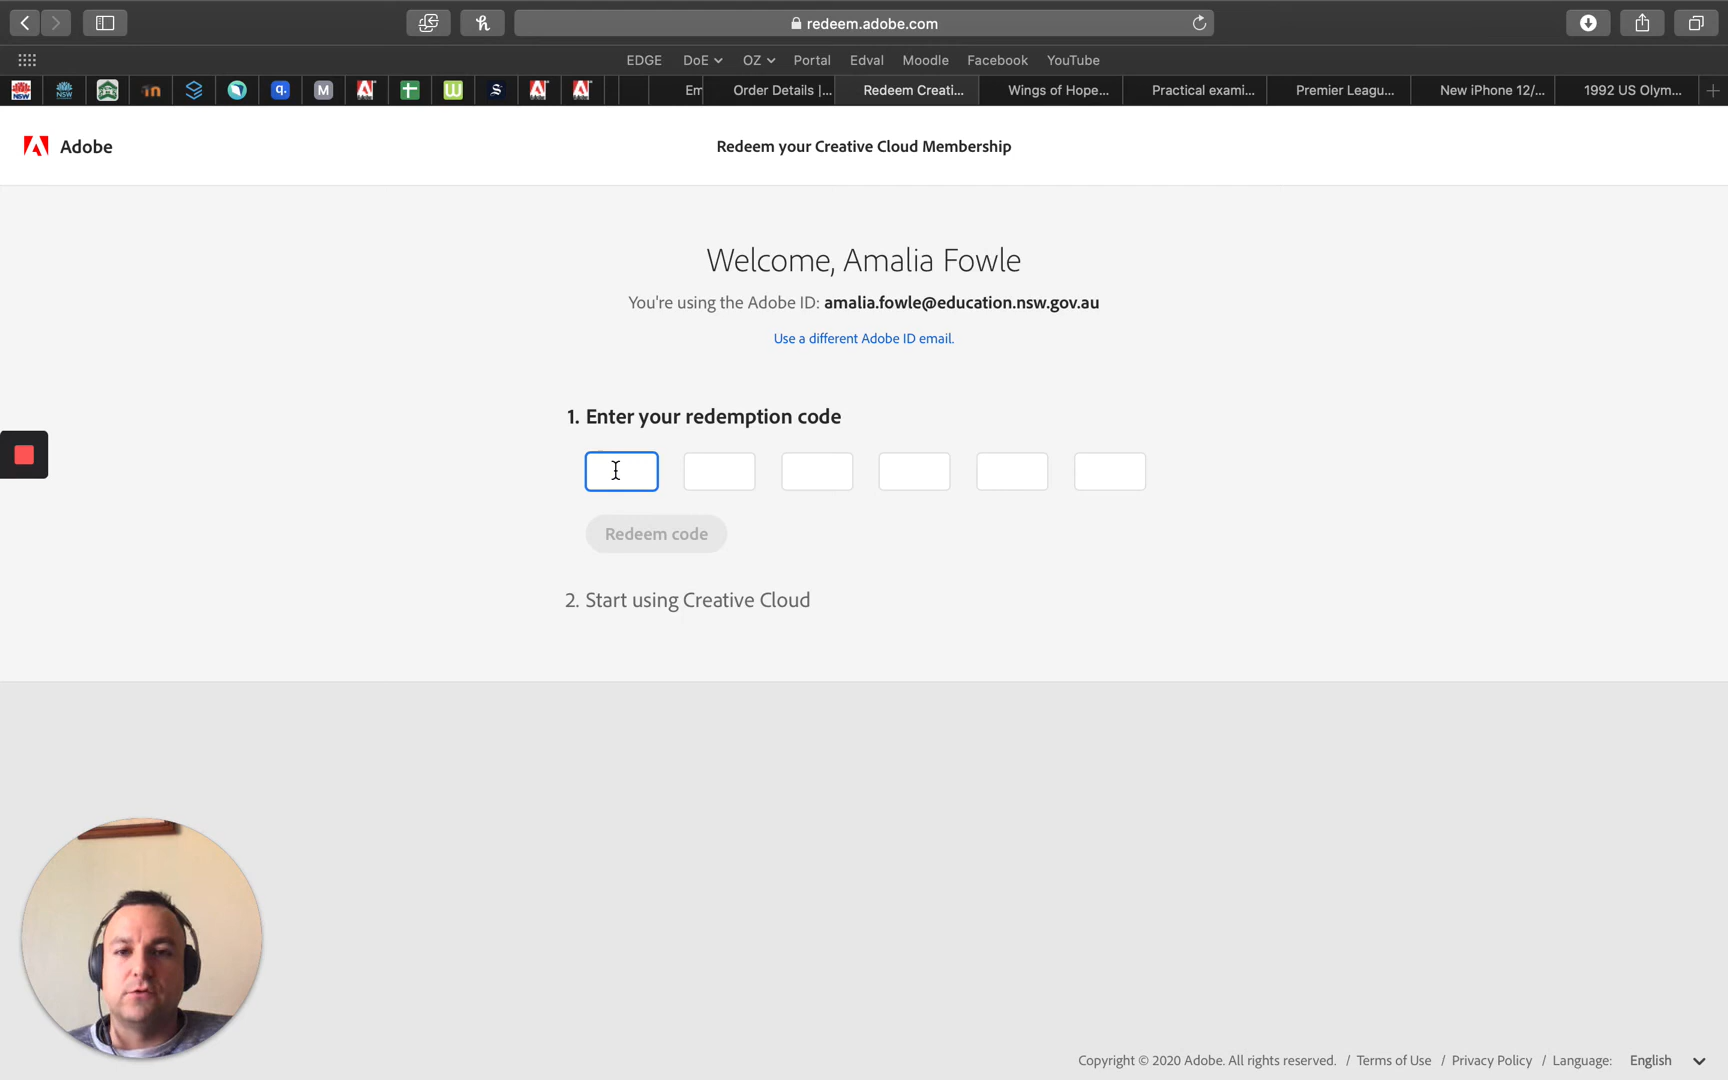 redeem.adobe.com
EDGE DoE OZ Portal Edval Moodle Facebook YouTube
NSW NSW q. M W S Order Details |... Redeem Creati... Wings of Hope... Practical exami... Premier Leagu... New iPhone 12/... 1992 US Olym...
Adobe
Redeem your Creative Cloud Membership
Welcome, Amalia Fowle
You're using the Adobe ID: amalia.fowle@education.nsw.gov.au
Use a different Adobe ID email.
1. Enter your redemption code
Redeem code
2. Start using Creative Cloud
Copyright © 2020 Adobe. All rights reserved. / Terms of Use / Privacy Policy / Language: English